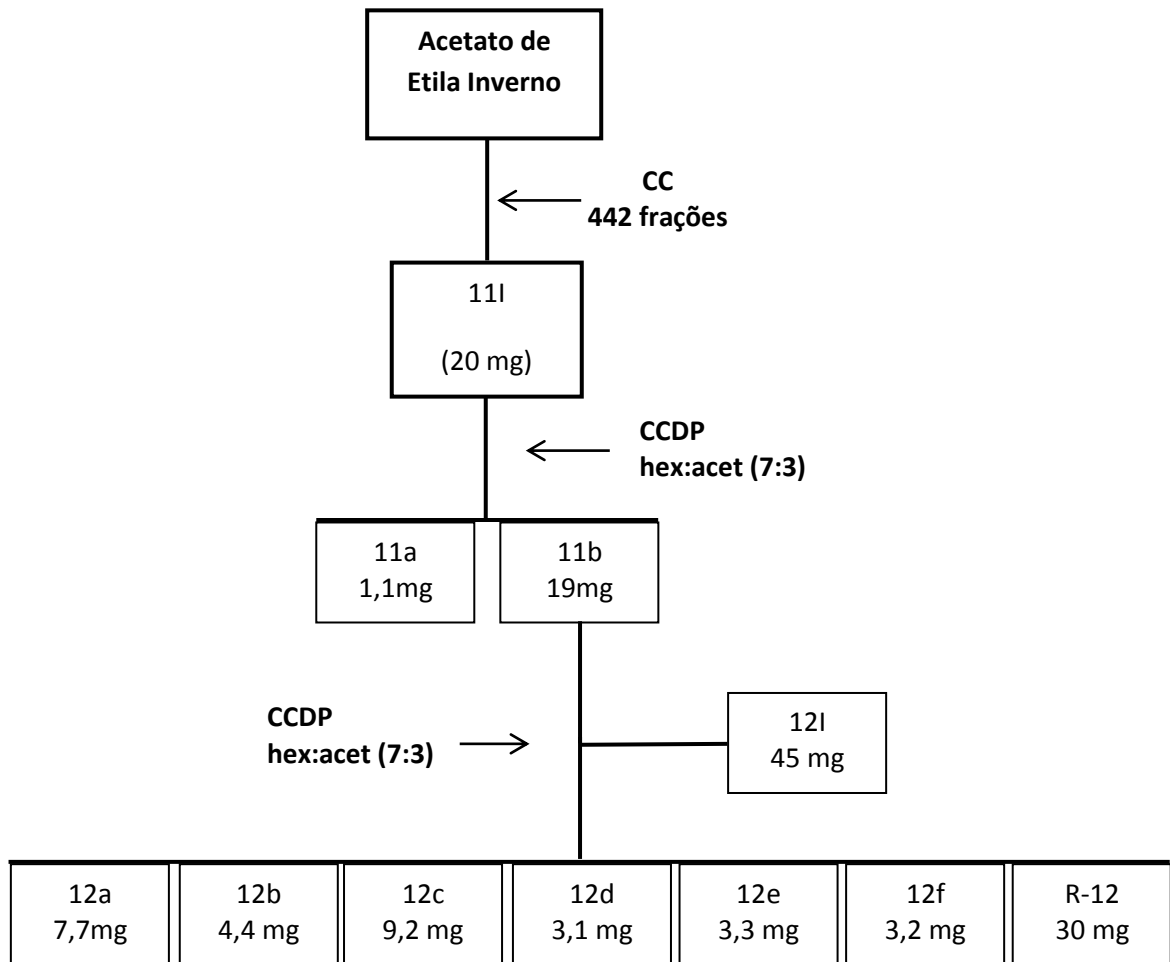 Acetato de
Etila Inverno
CC
442 frações
11I
(20 mg)
CCDP
hex:acet (7:3)
11a
1,1mg
11b
19mg
CCDP
hex:acet (7:3)
12I
45 mg
12a
7,7mg
12b
4,4 mg
12c
9,2 mg
12d
3,1 mg
12e
3,3 mg
12f
3,2 mg
R-12
30 mg